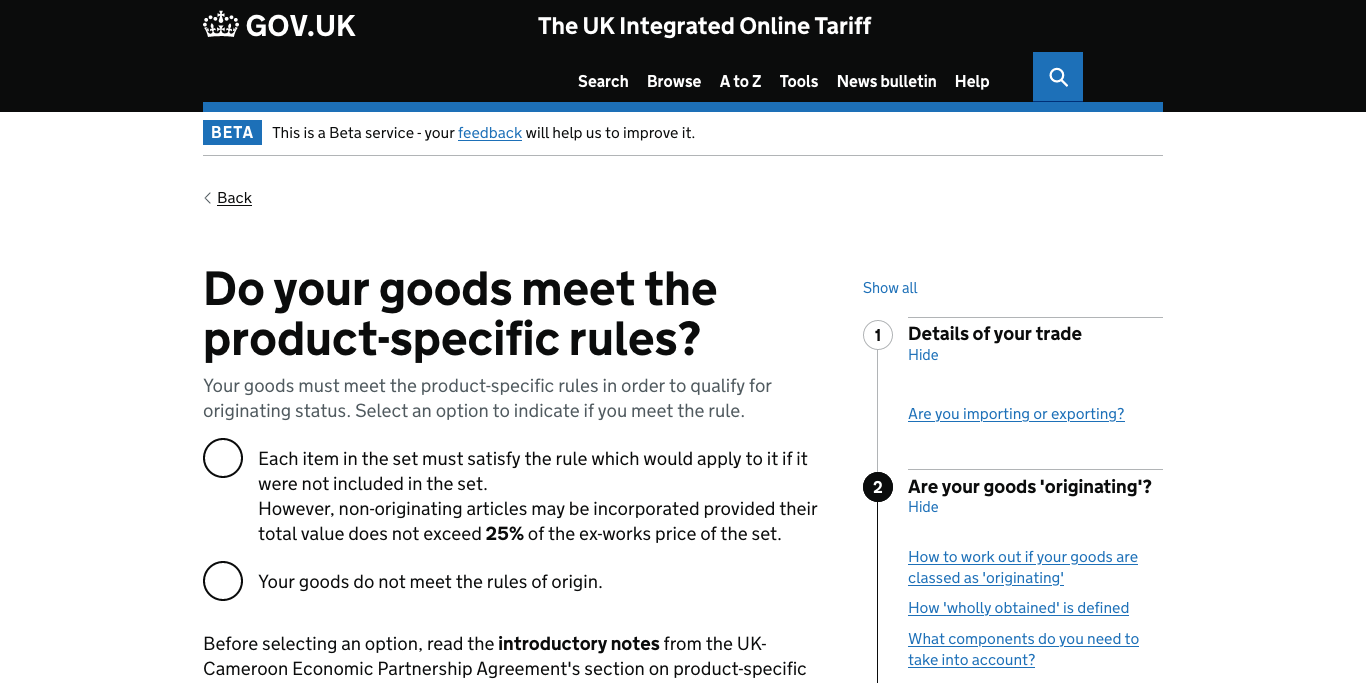 GOV.UK
The UK Integrated Online Tariff
Search Browse A to Z Tools News bulletin Help
BETA This is a Beta service - your feedback will help us to improve it.
Back
Do your goods meet the
product-specific rules?
Your goods must meet the product-specific rules in order to qualify for
originating status. Select an option to indicate if you meet the rule.
Each item in the set must satisfy the rule which would apply to it if it
were not included in the set.
However, non-originating articles may be incorporated provided their
total value does not exceed 25% of the ex-works price of the set.
Your goods do not meet the rules of origin.
Before selecting an option, read the introductory notes from the UK-
Cameroon Economic Partnership Agreement's section on product-specific
Show all
1 Details of your trade
Hide
Are you importing or exporting?
2 Are your goods 'originating'?
Hide
How to work out if your goods are
classed as 'originating'
How 'wholly obtained' is defined
What components do you need to
take into account?